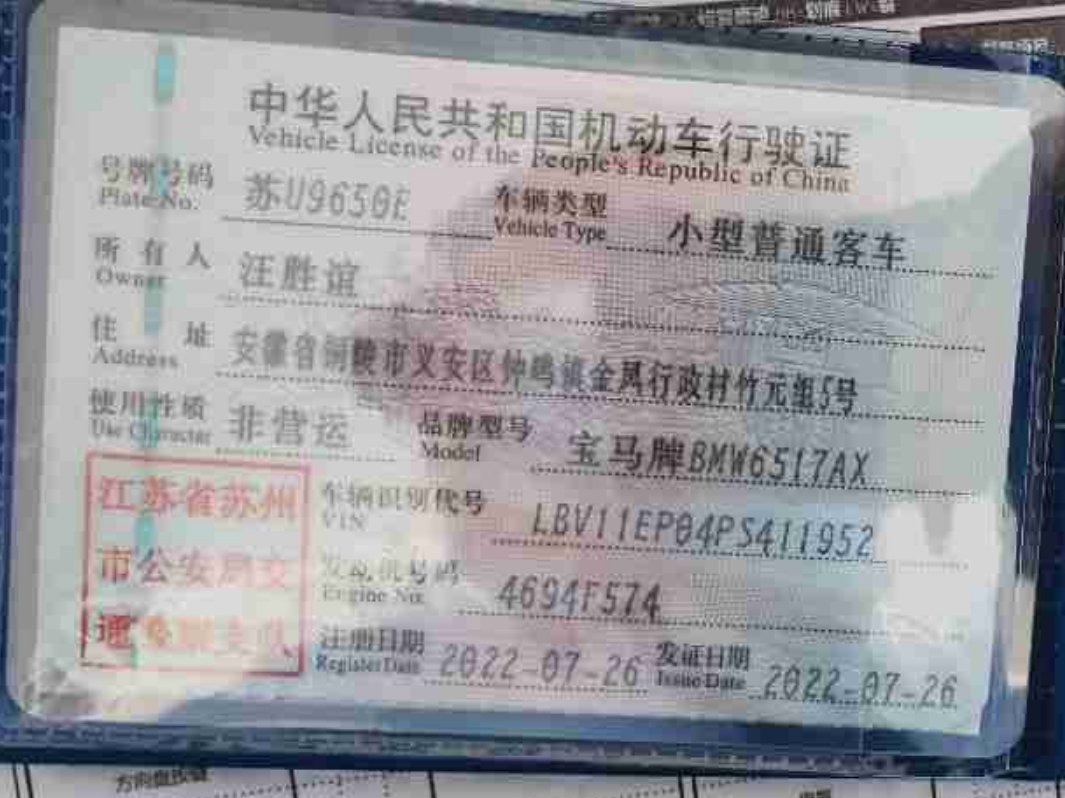 中华人民共和国机动车行驶证
Vehicle License of the People's Republic of China
号牌号码 苏U9650E 车辆类型 小型普通客车
Plate No. Vehicle Type
所有人 汪胜谊
Owner
住址 安徽省铜陵市义安区钟鸣镇金凤行政村竹元组5号
Address
使用性质 非营运 品牌型号 宝马牌BMW6517AX
Use Character Model
江苏省苏州
市公安局交
通警察支队
车辆识别代号 LBV11EP04PS411952
VIN
发动机号码 4694F574
Engine No.
注册日期 2022-07-26 发证日期 2022-07-26
Register Date Issue Date